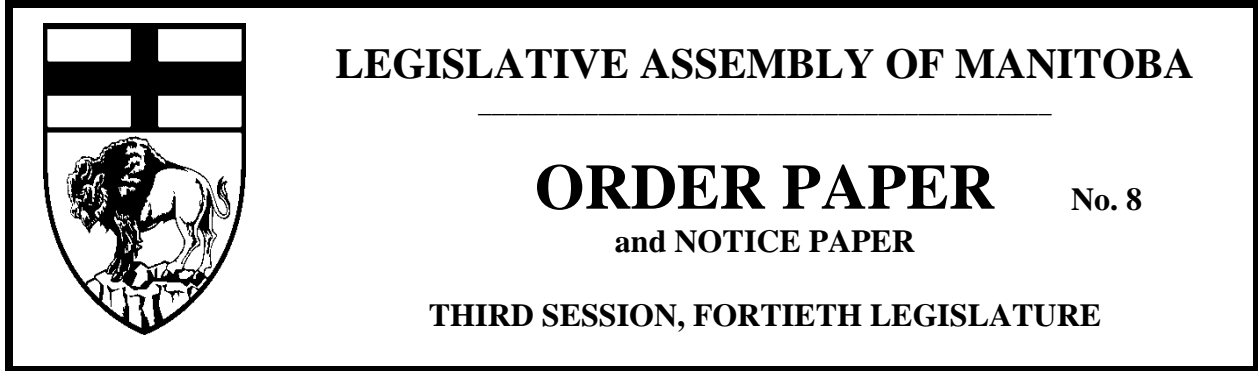 LEGISLATIVE ASSEMBLY OF MANITOBA
ORDER PAPER No. 8
and NOTICE PAPER
THIRD SESSION, FORTIETH LEGISLATURE